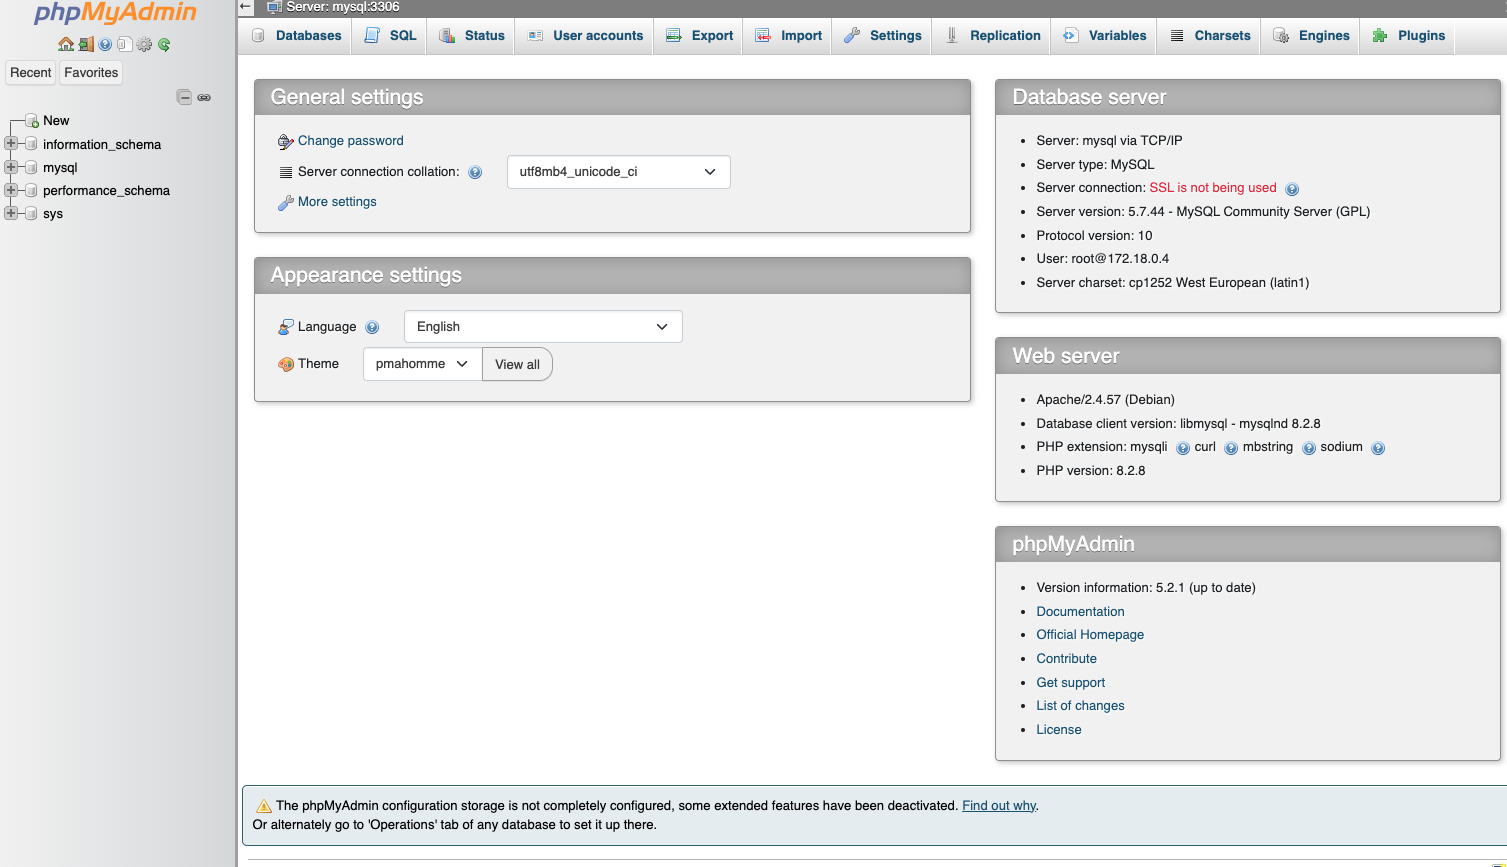 phpMyAdmin
Recent
Favorites
New
information_schema
mysql
performance_schema
sys
Server: mysql:3306
Databases
SQL
Status
User accounts
Export
Import
Settings
Replication
Variables
Charsets
Engines
Plugins
General settings
Change password
Server connection collation:
utf8mb4_unicode_ci
More settings
Appearance settings
Language
English
Theme
pmahomme
View all
Database server
Server: mysql via TCP/IP
Server type: MySQL
Server connection: SSL is not being used
Server version: 5.7.44 - MySQL Community Server (GPL)
Protocol version: 10
User: root@172.18.0.4
Server charset: cp1252 West European (latin1)
Web server
Apache/2.4.57 (Debian)
Database client version: libmysql - mysqlnd 8.2.8
PHP extension: mysqli curl mbstring sodium
PHP version: 8.2.8
phpMyAdmin
Version information: 5.2.1 (up to date)
Documentation
Official Homepage
Contribute
Get support
List of changes
License
The phpMyAdmin configuration storage is not completely configured, some extended features have been deactivated. Find out why.
Or alternately go to 'Operations' tab of any database to set it up there.